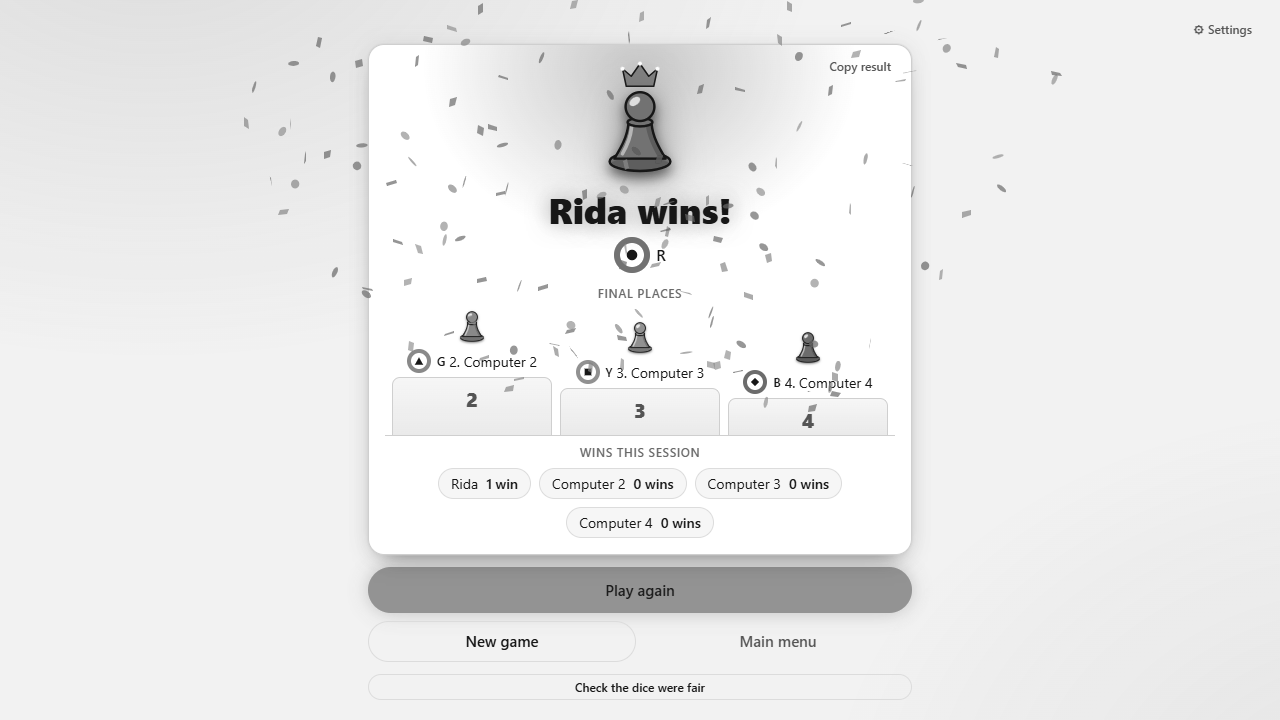 Settings
Copy result
Rida wins!
R
FINAL PLACES
G 2. Computer 2
Y 3. Computer 3
B 4. Computer 4
2
3
4
WINS THIS SESSION
Rida 1 win
Computer 2 0 wins
Computer 3 0 wins
Computer 4 0 wins
Play again
New game
Main menu
Check the dice were fair